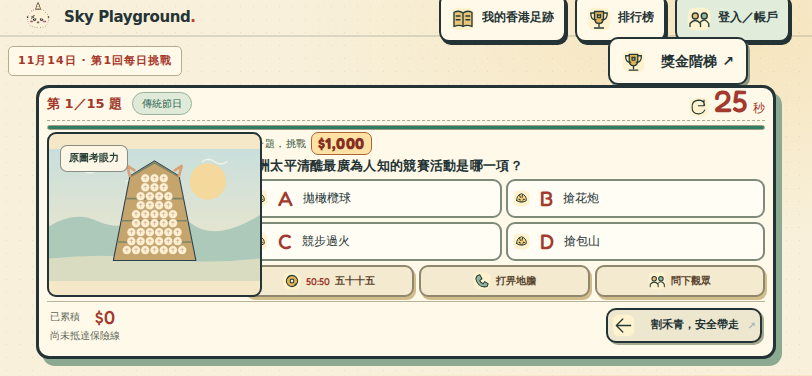 Sky Playground.
我的香港足跡
排行榜
登入／帳戶
11月14日 · 第1回每日挑戰
獎金階梯 ↗
第 1／15 題
傳統節日
25 秒
原圖考眼力
題，挑戰 $1,000
洲太平清醮最廣為人知的競賽活動是哪一項？
A 拋橄欖球
B 搶花炮
C 競步過火
D 搶包山
50:50 五十十五
打畀地膽
問下觀眾
已累積 $0
尚未抵達保險線
割禾青，安全帶走 ↗